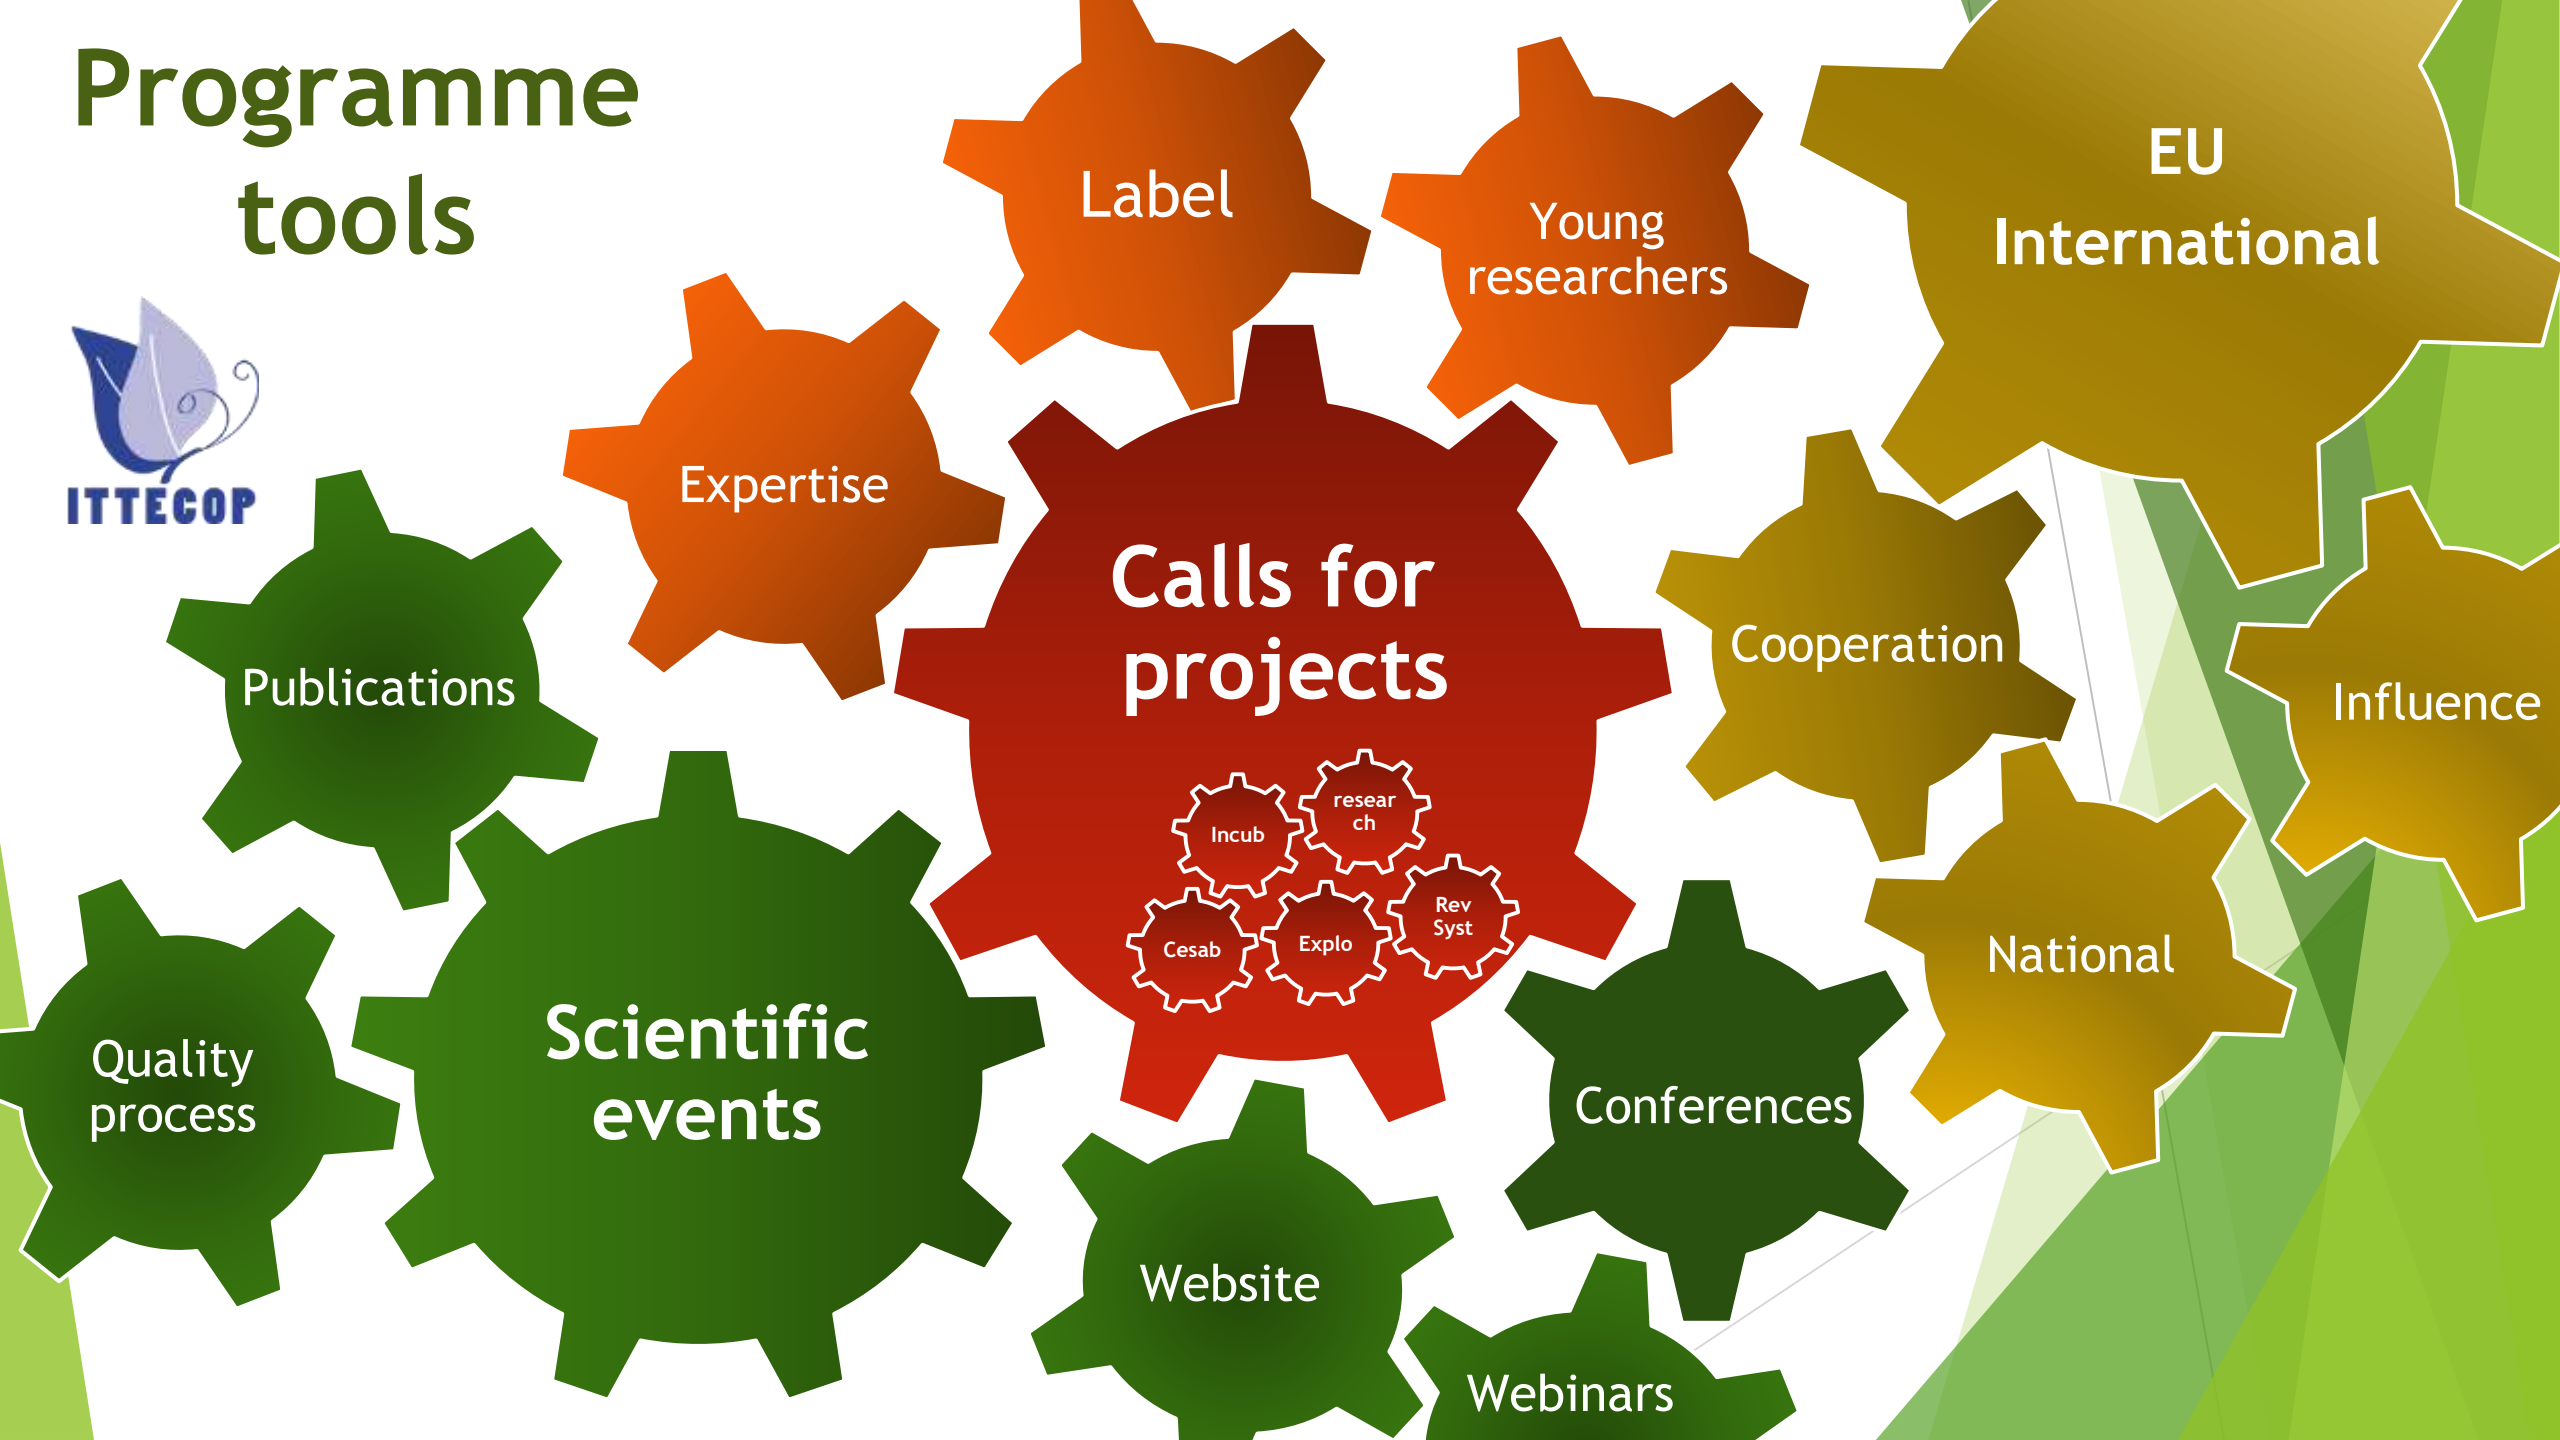 Programme
tools
ITTECOP
Label
Young
researchers
EU
International
Expertise
Calls for
projects
Cooperation
Publications
Influence
Incub
resear
ch
Rev
Syst
Cesab
Explo
National
Scientific
events
Quality
process
Conferences
Website
Webinars